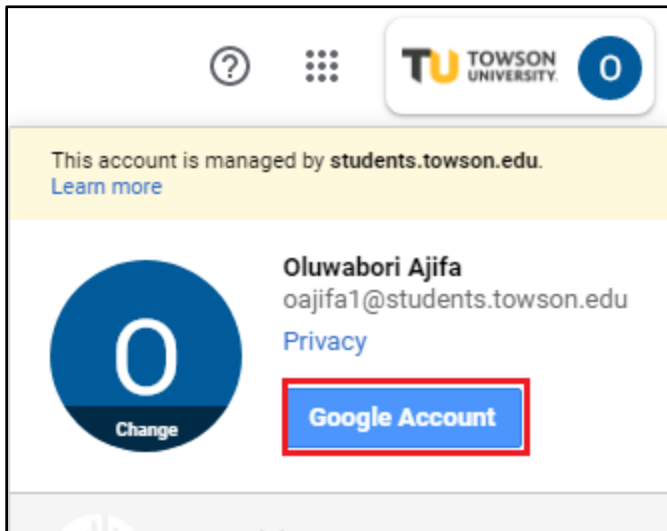 TU TOWSON
UNIVERSITY.
O
This account is managed by students.towson.edu.
Learn more
Oluwabori Ajifa
oajifa1@students.towson.edu
Privacy
O
Change
Google Account